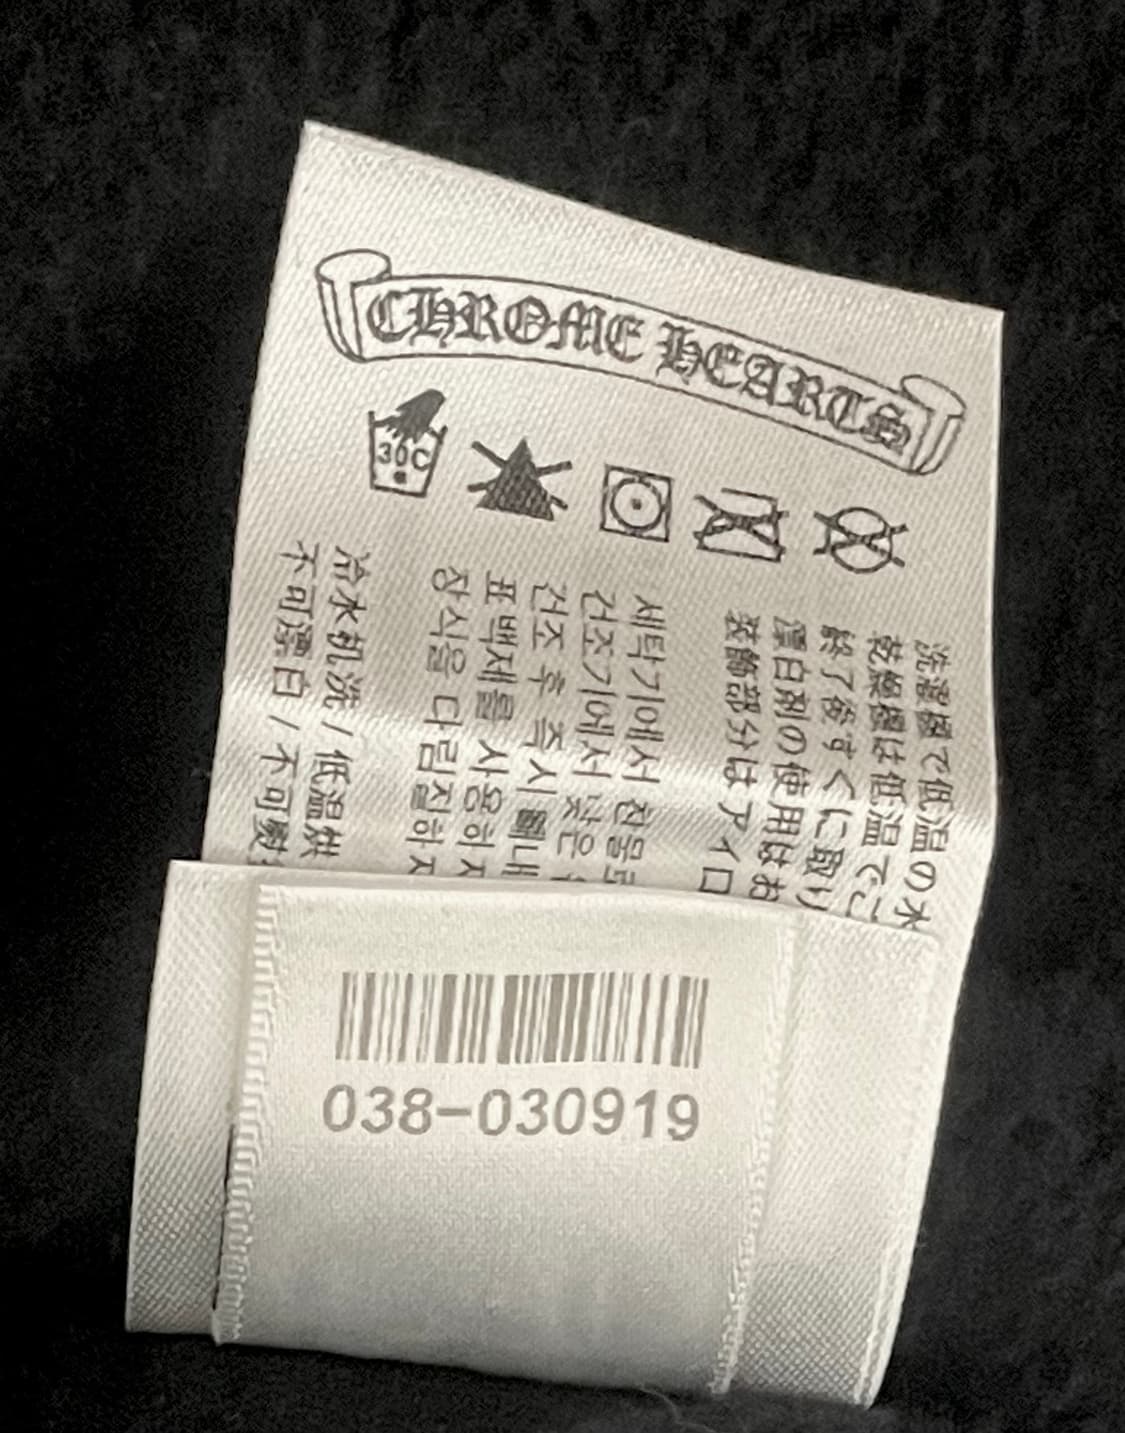 CHROME HEARTS
30C
洗濯機で低温の水
乾燥機は低温で
終了後すぐに取り
漂白剤の使用はお
装飾部分はアイロ
세탁기에서 찬물로
건조기에서 낮은
건조 후 즉시 꺼내
표백제를 사용하지
장식을 다림질하지
冷水机洗 / 低温烘
不可漂白 / 不可熨
038-030919